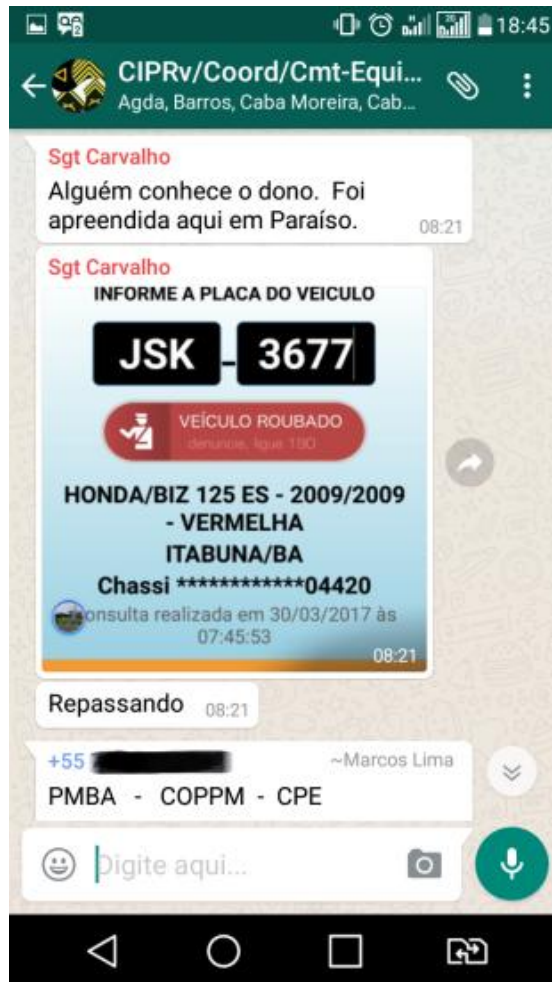 18:45
CIPRv/Coord/Cmt-Equi...
Agda, Barros, Caba Moreira, Cab...
Sgt Carvalho
Alguém conhece o dono. Foi
apreendida aqui em Paraíso.
08:21
Sgt Carvalho
INFORME A PLACA DO VEICULO
JSK - 3677
VEÍCULO ROUBADO
denuncie, ligue 190
HONDA/BIZ 125 ES - 2009/2009
- VERMELHA
ITABUNA/BA
Chassi ************04420
onsulta realizada em 30/03/2017 às
07:45:53
08:21
Repassando 08:21
+55 ~Marcos Lima
PMBA - COPPM - CPE
Digite aqui...